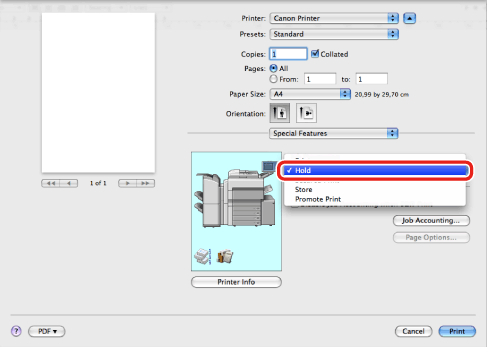 Printer: Canon Printer
Presets: Standard
Copies: 1 Collated
Pages: All
From: 1 to: 1
Paper Size: A4 20,99 by 29,70 cm
Orientation:
Special Features
1 of 1
✓ Hold
Store
Promote Print
Job Accounting...
Page Options...
Printer Info
? PDF ▾ Cancel Print